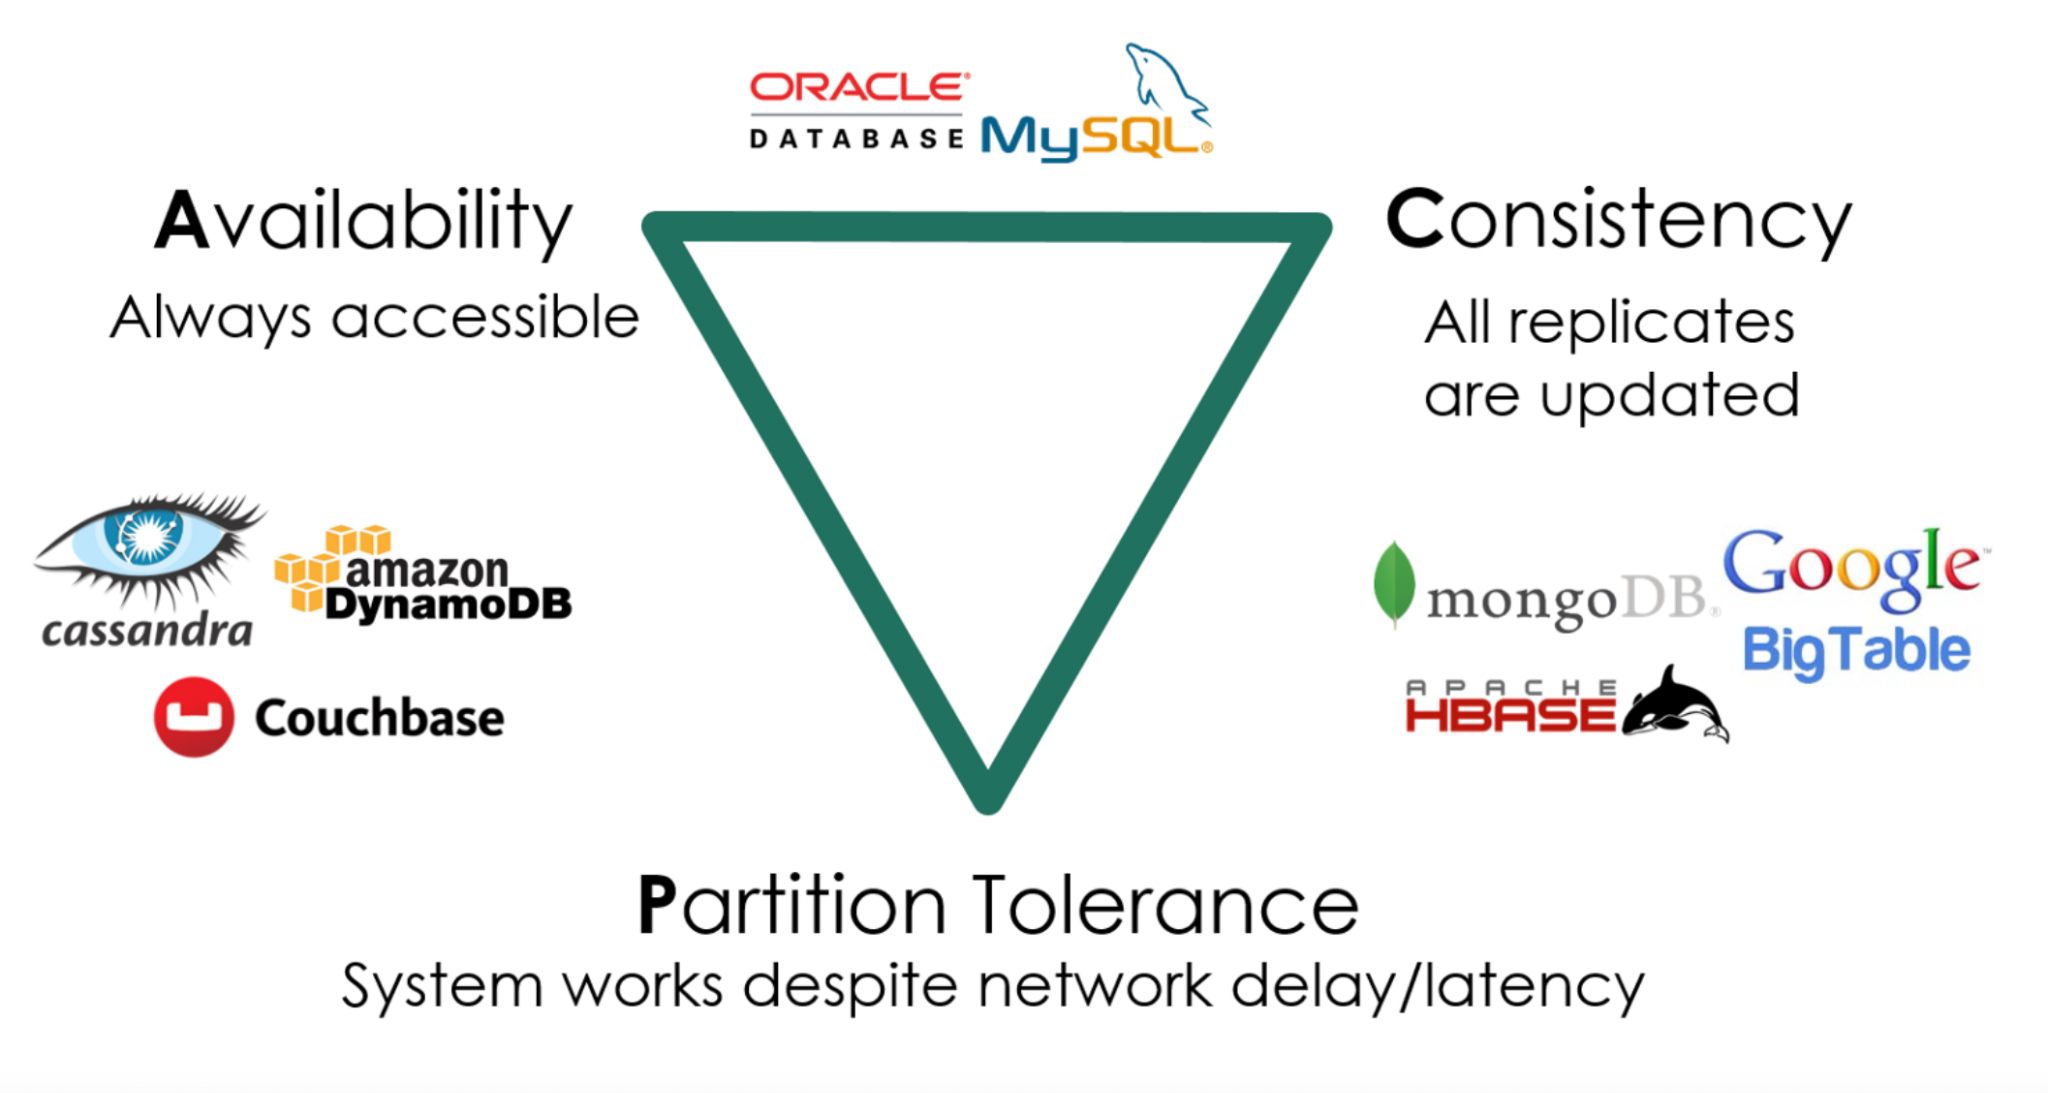 ORACLE®
DATABASE
MySQL®
Availability
Always accessible
Consistency
All replicates
are updated
cassandra
amazon
DynamoDB
Couchbase
mongoDB®
Google™
BigTable
APACHE
HBASE
Partition Tolerance
System works despite network delay/latency